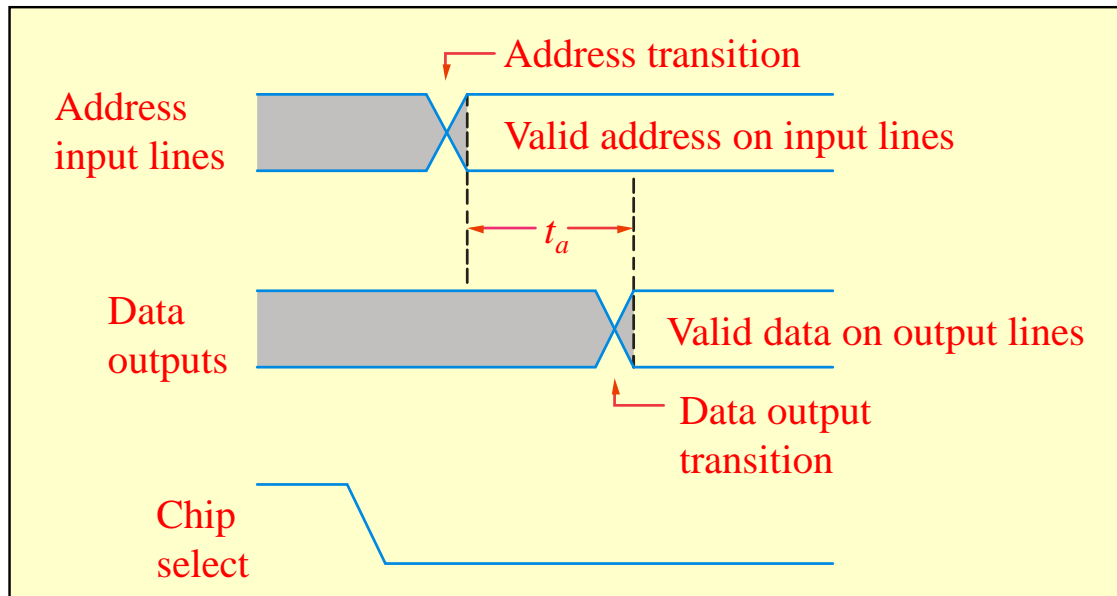 Address transition
Address
input lines
Valid address on input lines
tₐ
Data
outputs
Valid data on output lines
Data output
transition
Chip
select